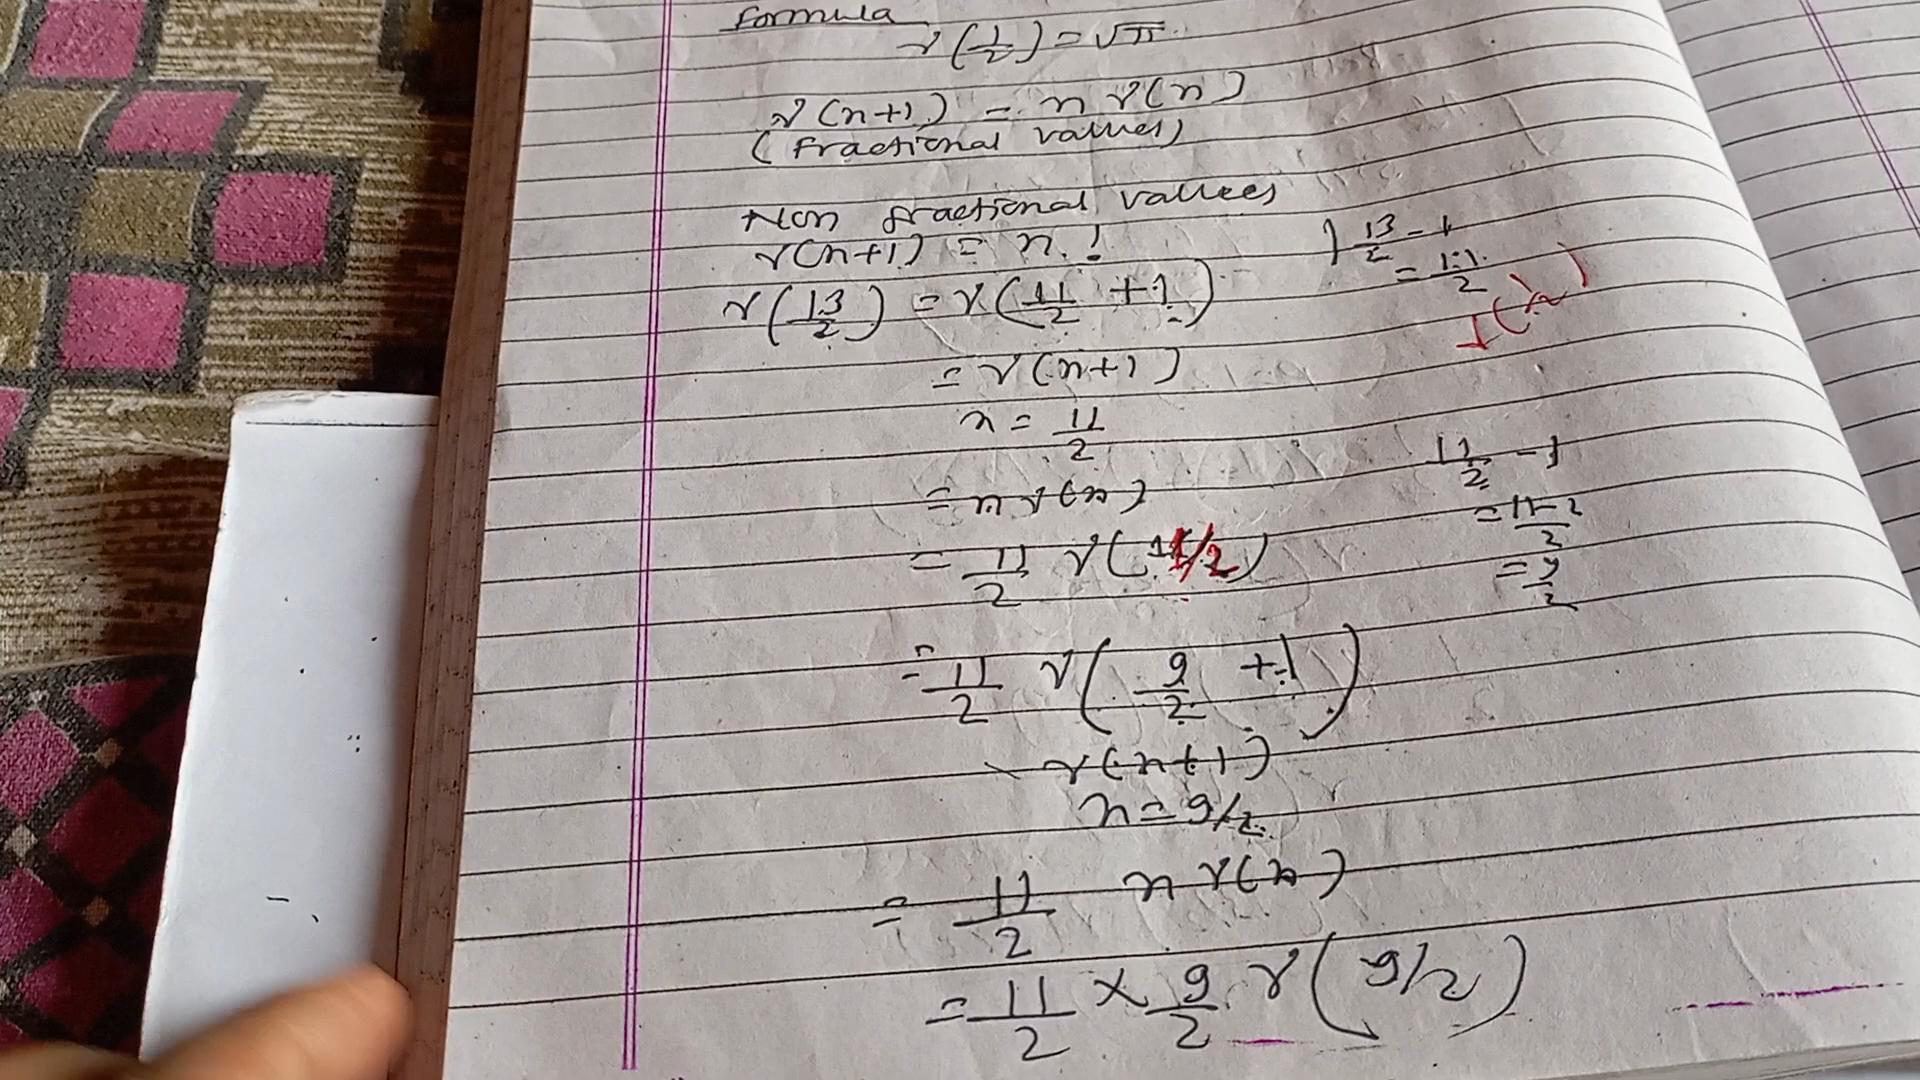 Formula
γ(1/2) = √π
γ(n+1) = n γ(n)
(fractional values)
Non fractional values
γ(n+1) = n!
γ(13/2) = γ(11/2 + 1)
= γ(n+1)
n = 11/2
= n γ(n)
= 11/2 γ(11/2)
= 11/2 γ(9/2 + 1)
γ(n+1)
n = 9/2
= 11/2 n γ(n)
= 11/2 × 9/2 γ(9/2)
13/2 - 1
= 11/2
11/2 - 1
= 11-2/2
= 9/2